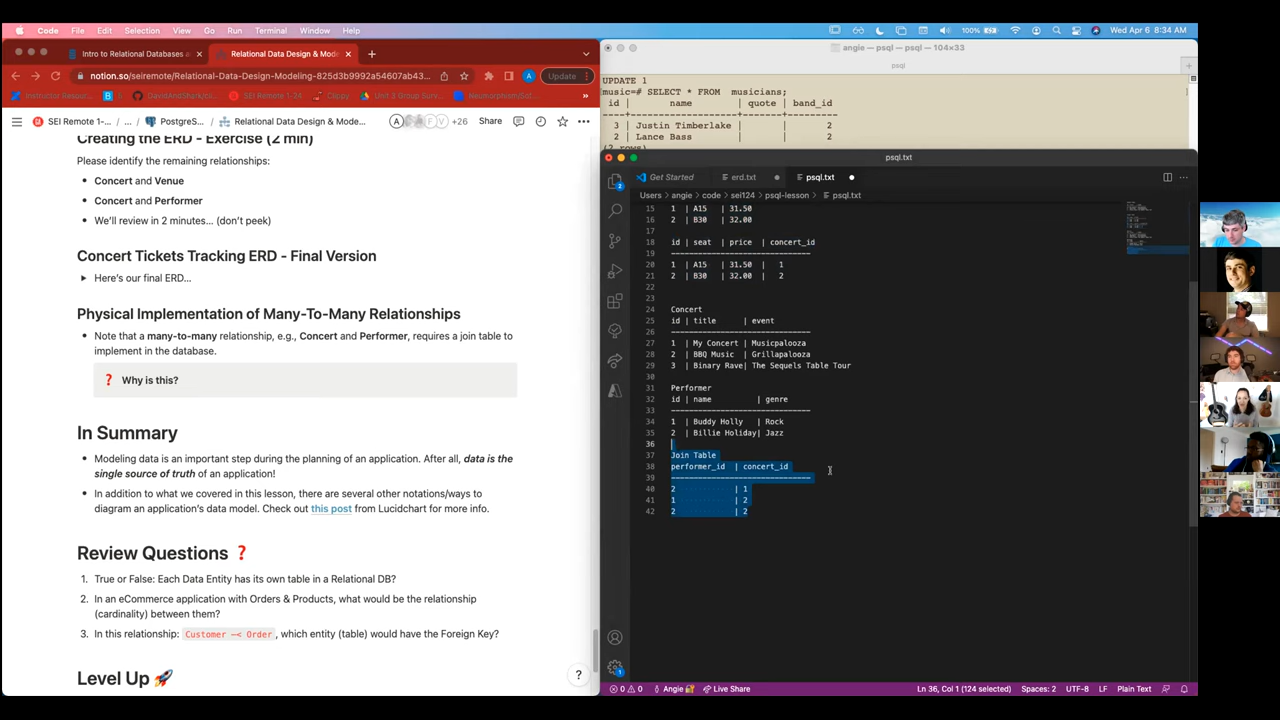 Code File Edit Selection View Go Run Terminal Window Help
100% Wed Apr 6 8:34 AM
Intro to Relational Databases a
Relational Data Design & Mode
notion.so/seiremote/Relational-Data-Design-Modeling-825d3b9992a54607ab43...
Update
SEI Remote 1-... / ... / PostgreS... / Relational Data Design & Mode...
+26 Share
Creating the ERD - Exercise (2 min)
Please identify the remaining relationships:
Concert and Venue
Concert and Performer
We'll review in 2 minutes... (don't peek)
Concert Tickets Tracking ERD - Final Version
Here's our final ERD...
Physical Implementation of Many-To-Many Relationships
Note that a many-to-many relationship, e.g., Concert and Performer, requires a join table to
implement in the database.
❓ Why is this?
In Summary
Modeling data is an important step during the planning of an application. After all, data is the
single source of truth of an application!
In addition to what we covered in this lesson, there are several other notations/ways to
diagram an application's data model. Check out this post from Lucidchart for more info.
Review Questions ❓
1. True or False: Each Data Entity has its own table in a Relational DB?
2. In an eCommerce application with Orders & Products, what would be the relationship
(cardinality) between them?
3. In this relationship: Customer -< Order, which entity (table) would have the Foreign Key?
Level Up 🚀
?
angie — psql — psql — 104×33
psql
UPDATE 1
music=# SELECT * FROM musicians;
id | name | quote | band_id
----+-------------------+-------+---------
3 | Justin Timberlake | | 2
2 | Lance Bass | | 2
psql.txt
Get Started
erd.txt
psql.txt
Users > angie > code > sei124 > psql-lesson > psql.txt
15 1 | A15 | 31.50
16 2 | B30 | 32.00
17
18 id | seat | price | concert_id
19 -------------------------------
20 1 | A15 | 31.50 | 1
21 2 | B30 | 32.00 | 2
22
23
24 Concert
25 id | title | event
26 -------------------------------
27 1 | My Concert | Musicpalooza
28 2 | BBQ Music | Grillapalooza
29 3 | Binary Rave| The Sequels Table Tour
30
31 Performer
32 id | name | genre
33 -------------------------------
34 1 | Buddy Holly | Rock
35 2 | Billie Holiday| Jazz
36
37 Join Table
38 performer_id | concert_id
39 -------------------------------
40 2 | 1
41 1 | 2
42 2 | 2
0 0 Angie Live Share
Ln 36, Col 1 (124 selected) Spaces: 2 UTF-8 LF Plain Text